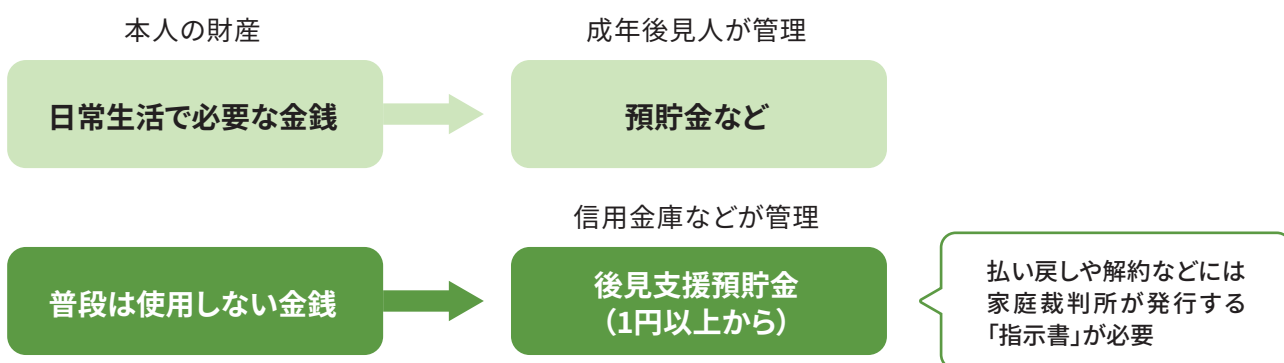 本人の財産
成年後見人が管理
日常生活で必要な金銭
預貯金など
信用金庫などが管理
普段は使用しない金銭
後見支援預貯金
（1円以上から）
払い戻しや解約などには
家庭裁判所が発行する
「指示書」が必要